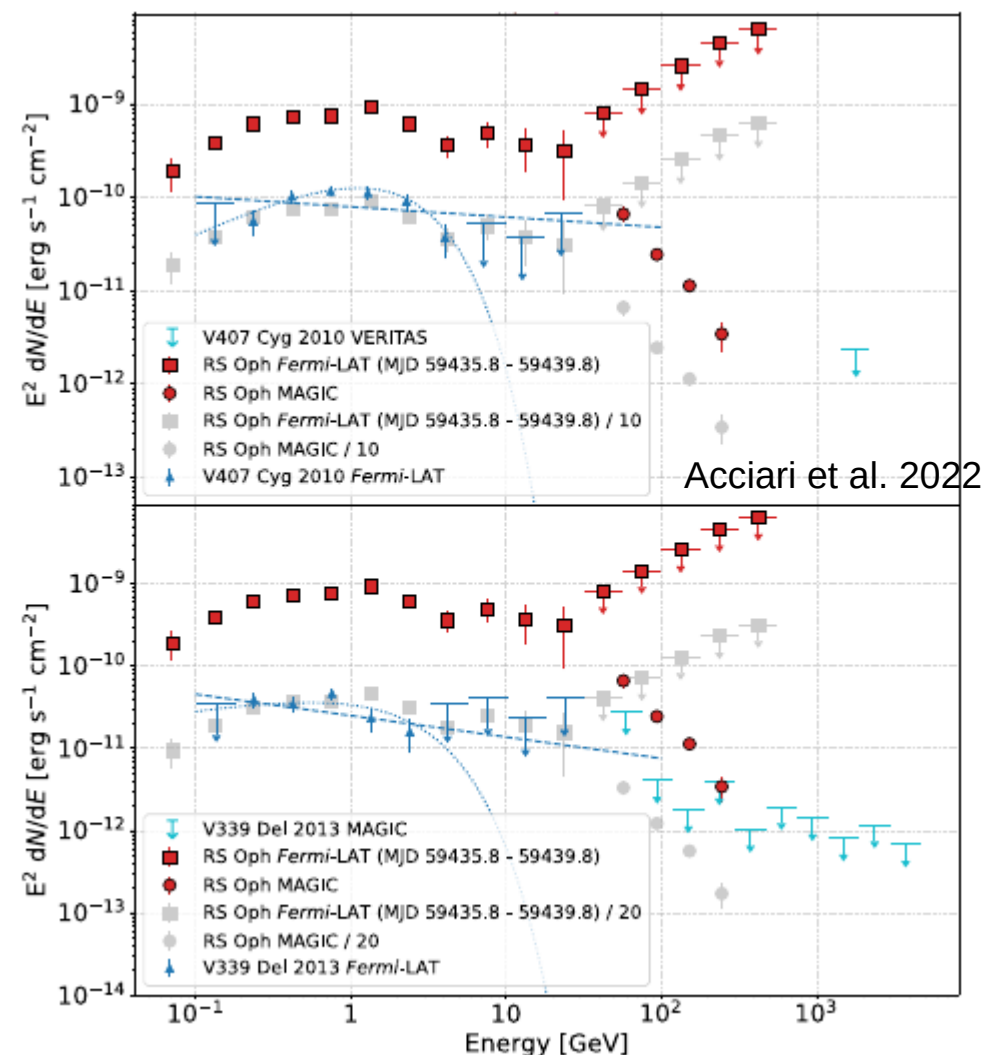 10⁻⁹
10⁻¹⁰
10⁻¹¹
10⁻¹²
10⁻¹³
E² dN/dE [erg s⁻¹ cm⁻²]
V407 Cyg 2010 VERITAS
RS Oph Fermi-LAT (MJD 59435.8 - 59439.8)
RS Oph MAGIC
RS Oph Fermi-LAT (MJD 59435.8 - 59439.8) / 10
RS Oph MAGIC / 10
V407 Cyg 2010 Fermi-LAT
Acciari et al. 2022
10⁻⁹
10⁻¹⁰
10⁻¹¹
10⁻¹²
10⁻¹³
10⁻¹⁴
E² dN/dE [erg s⁻¹ cm⁻²]
V339 Del 2013 MAGIC
RS Oph Fermi-LAT (MJD 59435.8 - 59439.8)
RS Oph MAGIC
RS Oph Fermi-LAT (MJD 59435.8 - 59439.8) / 20
RS Oph MAGIC / 20
V339 Del 2013 Fermi-LAT
10⁻¹ 1 10 10² 10³
Energy [GeV]